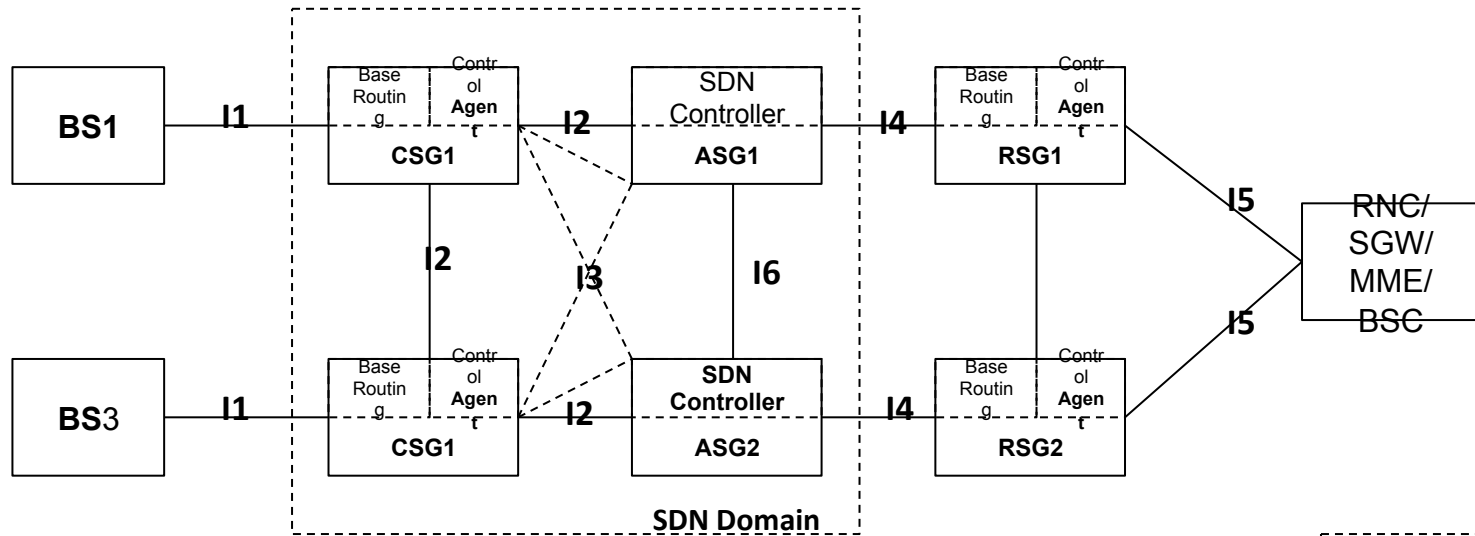 BS1
I1
Base
Routin
g
Contr
ol
Agen
t
CSG1
I2
SDN
Controller
ASG1
I4
Base
Routin
g
Contr
ol
Agen
t
RSG1
I5
RNC/
SGW/
MME/
BSC
I2
I3
I6
I5
BS3
I1
Base
Routin
g
Contr
ol
Agen
t
CSG1
I2
SDN
Controller
ASG2
I4
Base
Routin
g
Contr
ol
Agen
t
RSG2
SDN Domain